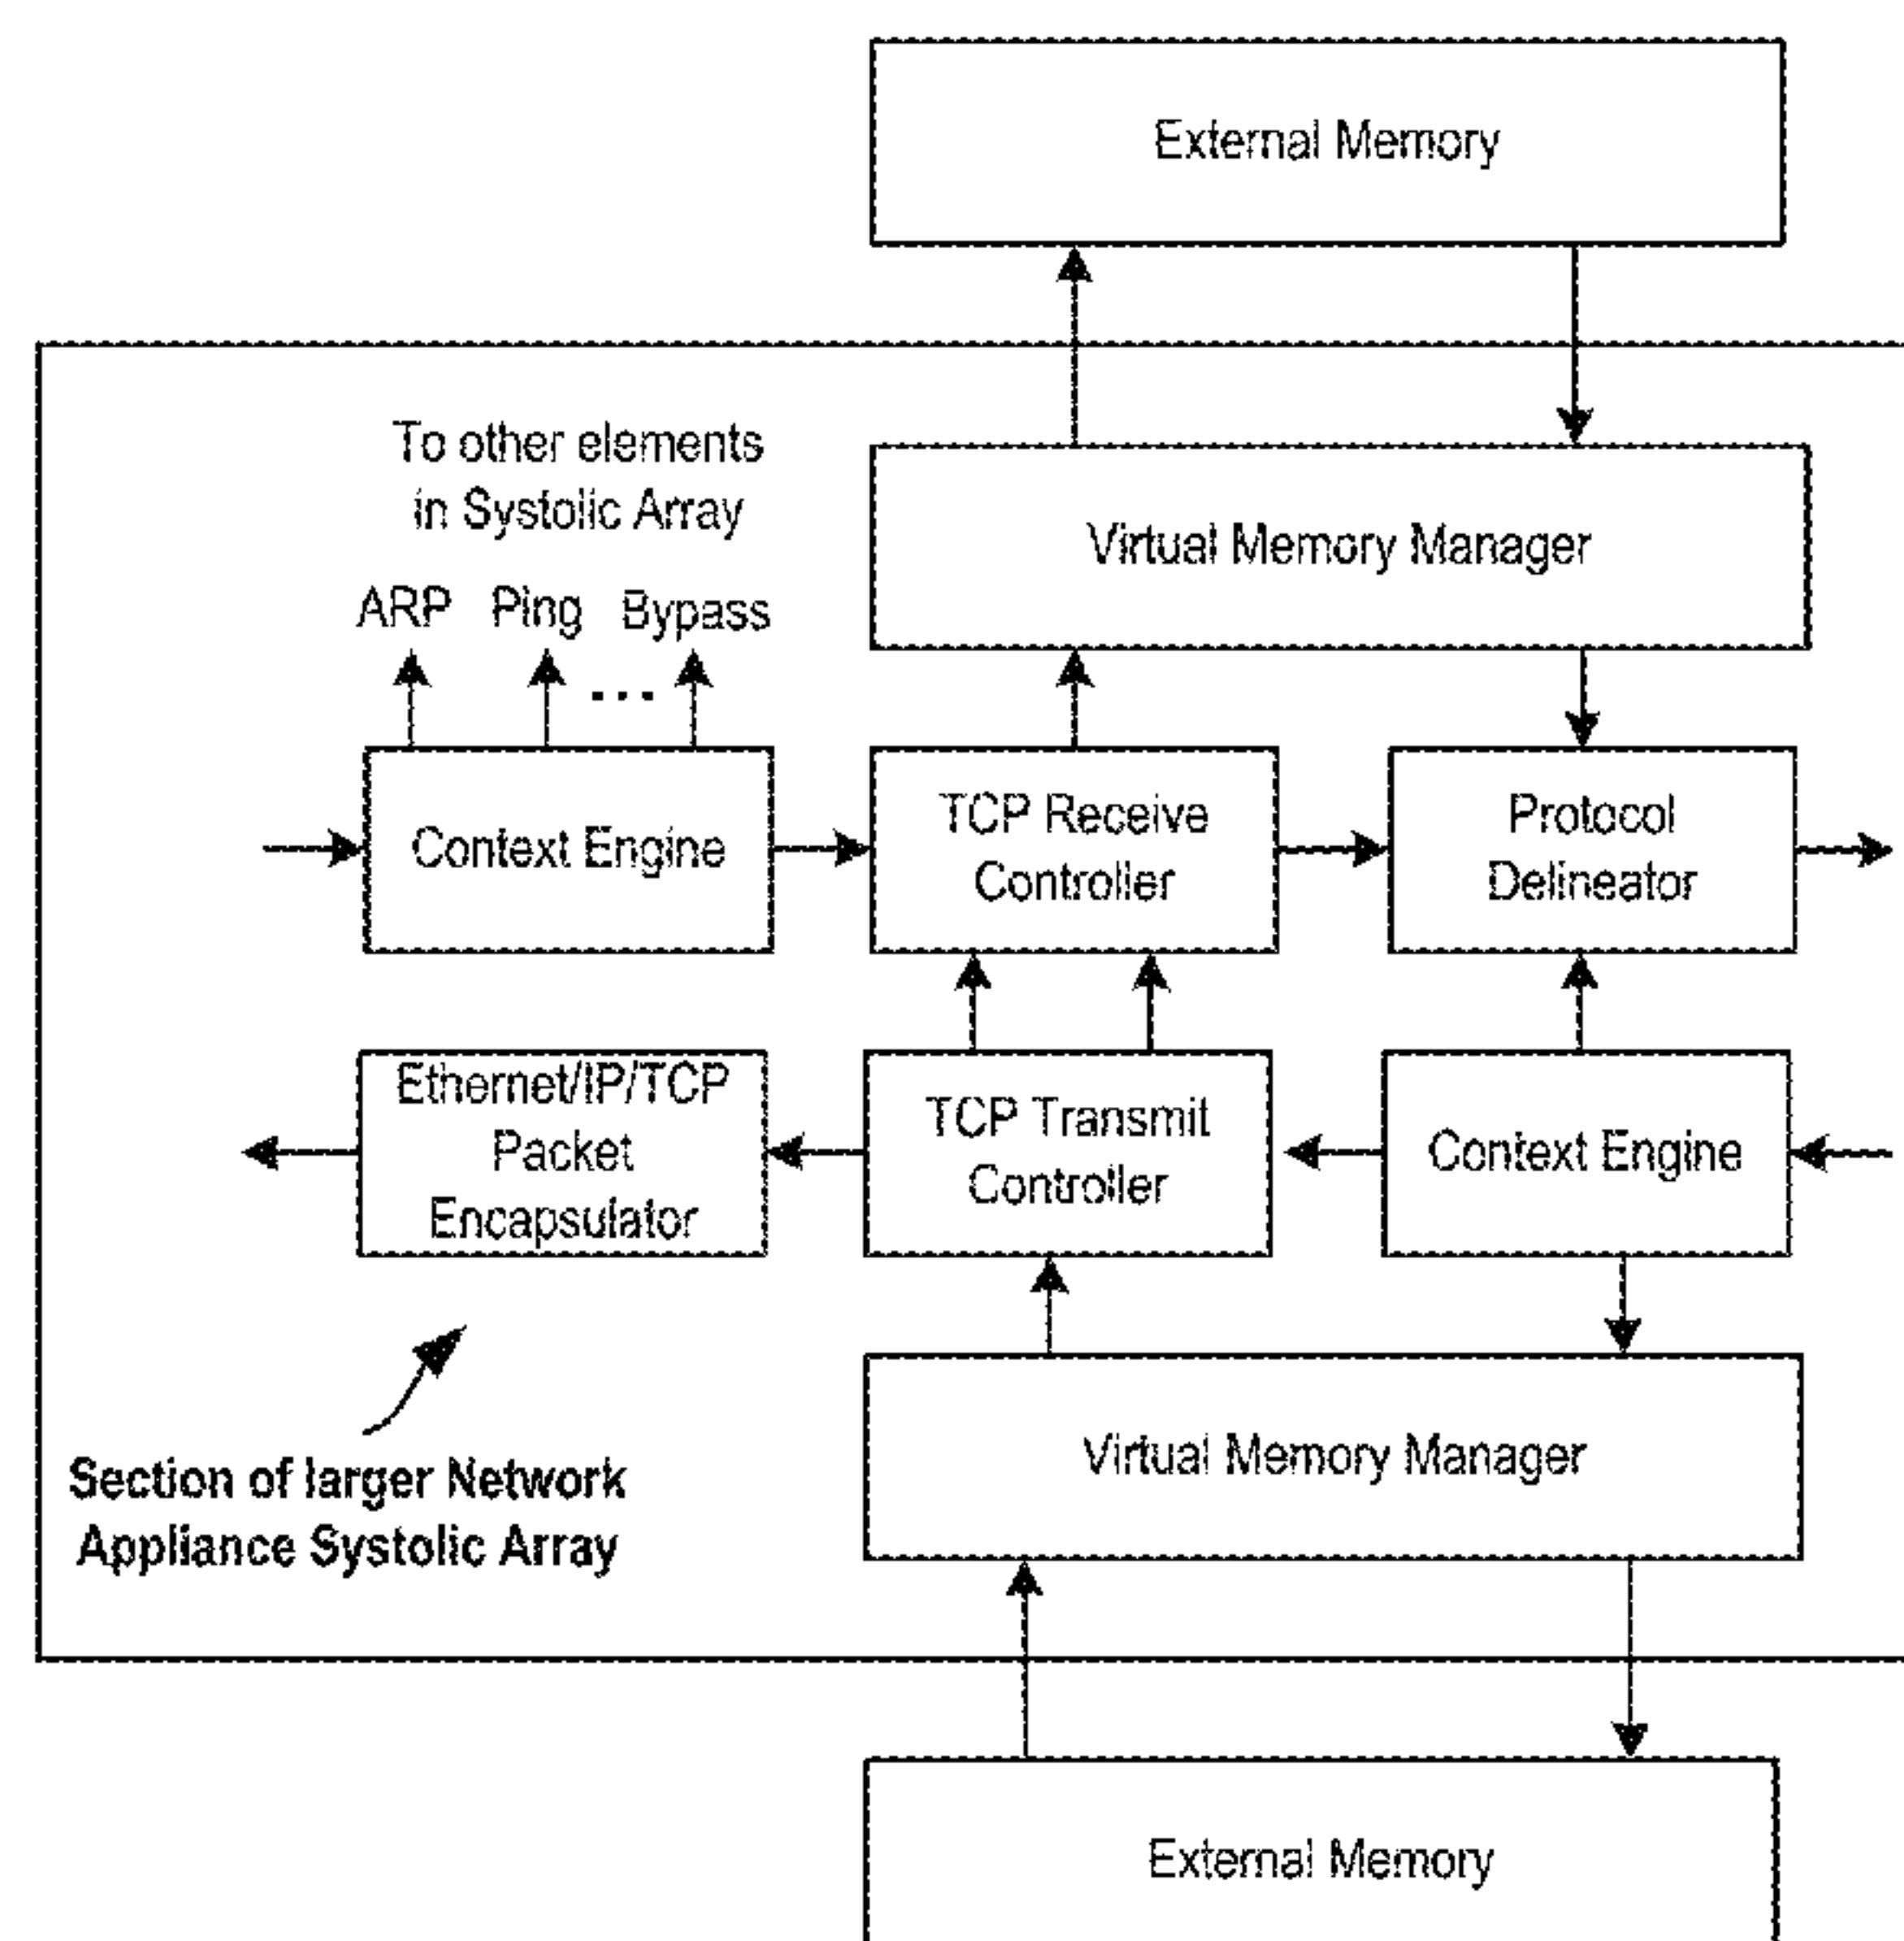 External Memory
To other elements
in Systolic Array
Virtual Memory Manager
ARP Ping Bypass
...
Context Engine
TCP Receive
Controller
Protocol
Delineator
Ethernet/IP/TCP
Packet
Encapsulator
TCP Transmit
Controller
Context Engine
Virtual Memory Manager
Section of larger Network
Appliance Systolic Array
External Memory